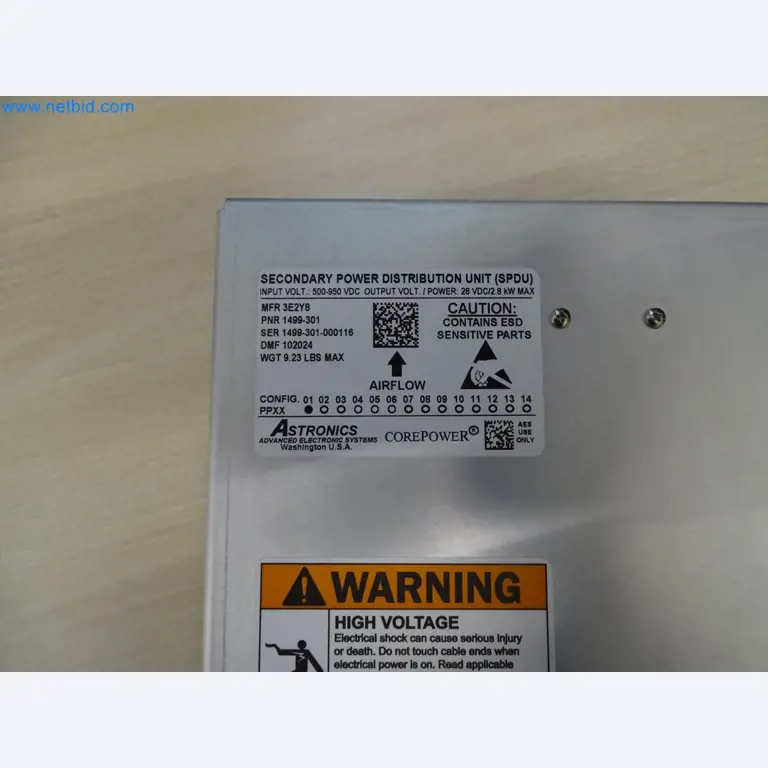 www.netbid.com
SECONDARY POWER DISTRIBUTION UNIT (SPDU)
INPUT VOLT.: 500-950 VDC OUTPUT VOLT. / POWER: 28 VDC/2.8 kW MAX
MFR 3E2Y8
PNR 1499-301
SER 1499-301-000116
DMF 102024
WGT 9.23 LBS MAX
AIRFLOW
CAUTION:
CONTAINS ESD
SENSITIVE PARTS
CONFIG. 01 02 03 04 05 06 07 08 09 10 11 12 13 14
PPXX
ASTRONICS
ADVANCED ELECTRONIC SYSTEMS
Washington U.S.A.
COREPOWER®
AES
USE
ONLY
WARNING
HIGH VOLTAGE
Electrical shock can cause serious injury
or death. Do not touch cable ends when
electrical power is on. Read applicable